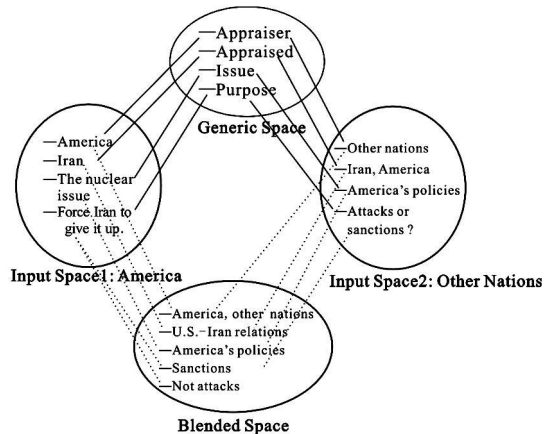 —Appraiser
—Appraised
—Issue
—Purpose
Generic Space
—America
—Iran
—The nuclear
issue
—Force Iran to
give it up.
Input Space1: America
—Other nations
—Iran, America
—America's policies
—Attacks or
sanctions ?
Input Space2: Other Nations
—America, other nations
—U.S.-Iran relations
—America's policies
—Sanctions
—Not attacks
Blended Space